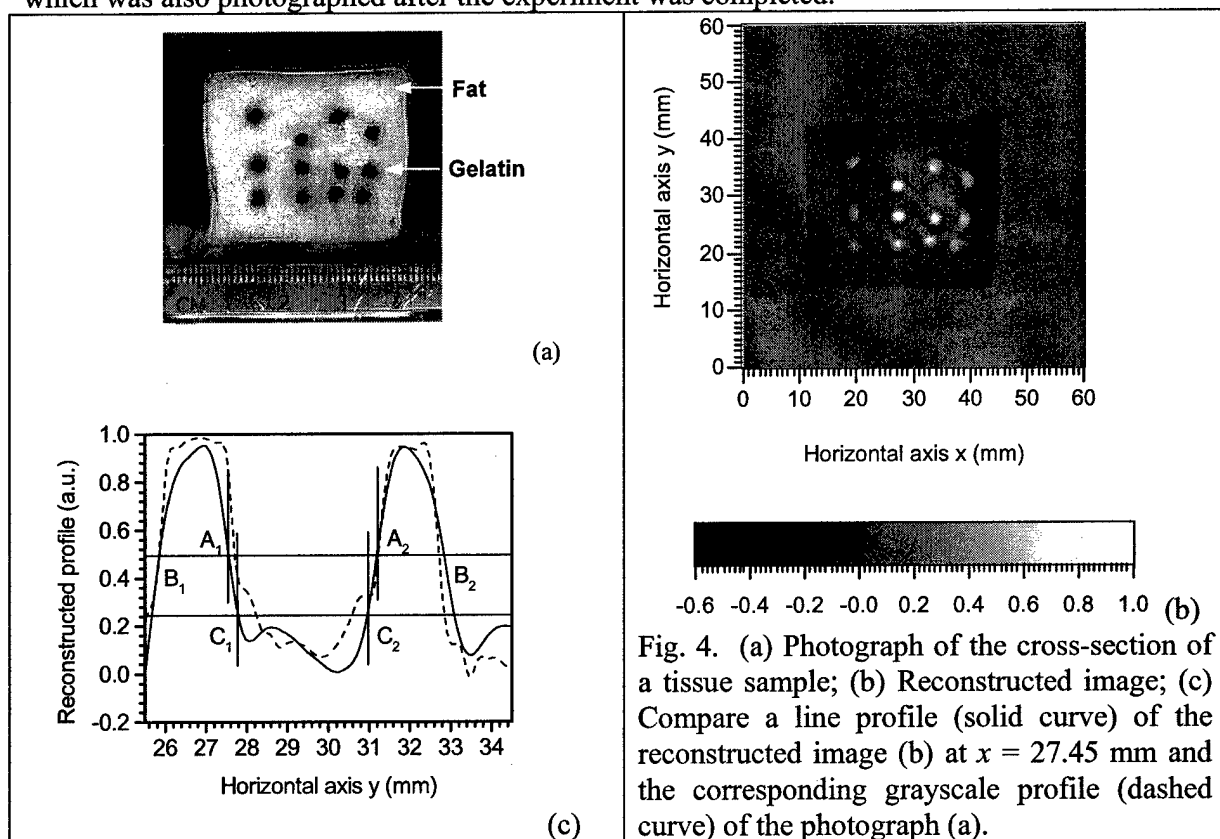 which was also photographed after the experiment was completed.
Fat
Gelatin
CM
(a)
Horizontal axis y (mm)
60
50
40
30
20
10
0
0 10 20 30 40 50 60
Horizontal axis x (mm)
-0.6 -0.4 -0.2 -0.0 0.2 0.4 0.6 0.8 1.0 (b)
Reconstructed profile (a.u.)
1.0
0.8
0.6
0.4
0.2
0.0
-0.2
A1
A2
B1
B2
C1
C2
26 27 28 29 30 31 32 33 34
Horizontal axis y (mm)
(c)
Fig. 4. (a) Photograph of the cross-section of
a tissue sample; (b) Reconstructed image; (c)
Compare a line profile (solid curve) of the
reconstructed image (b) at x = 27.45 mm and
the corresponding grayscale profile (dashed
curve) of the photograph (a).